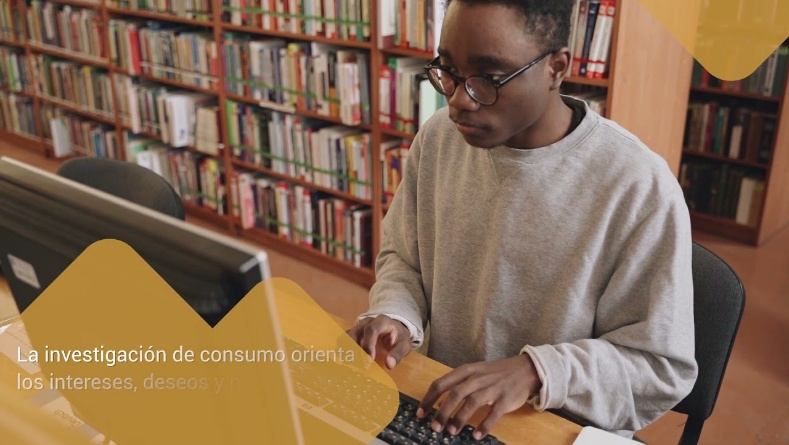 La investigación de consumo orienta
los intereses, deseos y